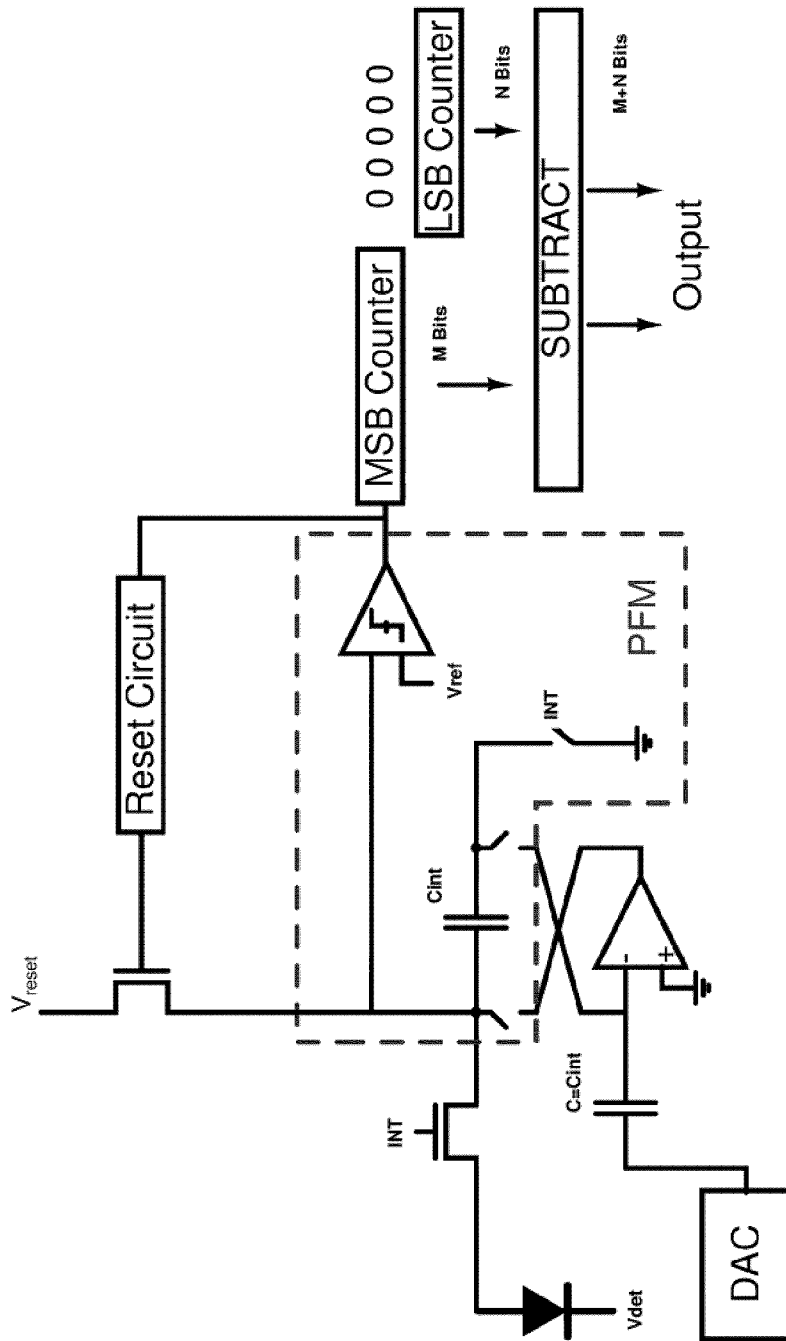 V_reset
Reset Circuit
MSB Counter
0 0 0 0 0
LSB Counter
M Bits
N Bits
SUBTRACT
M+N Bits
Output
Vref
PFM
Cint
INT
INT
C=Cint
-
+
Vdet
DAC